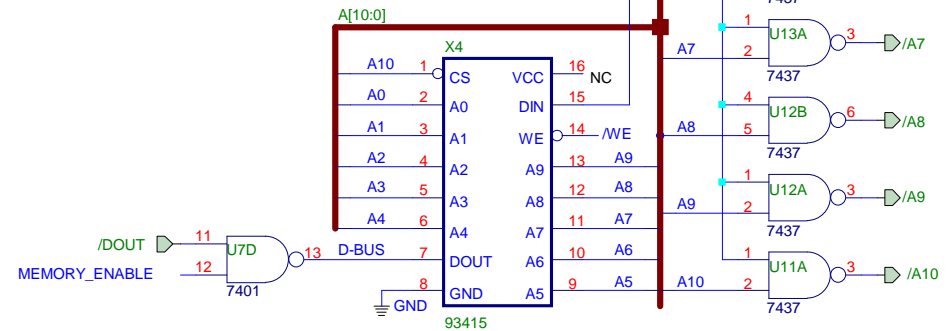 7437
A[10:0]
1
U13A
3
/A7
A7
2
7437
X4
A10
1
CS
VCC
16
NC
A0
2
A0
DIN
15
4
U12B
6
/A8
A8
5
7437
A1
3
A1
WE
14
/WE
A2
4
A2
A9
13
A9
1
U12A
3
/A9
A9
2
7437
A3
5
A3
A8
12
A8
A4
6
A4
A7
11
A7
/DOUT
11
U7D
13
D-BUS
7
DOUT
A6
10
A6
MEMORY_ENABLE
12
7401
8
GND
A5
9
A5
A10
1
U11A
3
/A10
2
7437
GND
93415